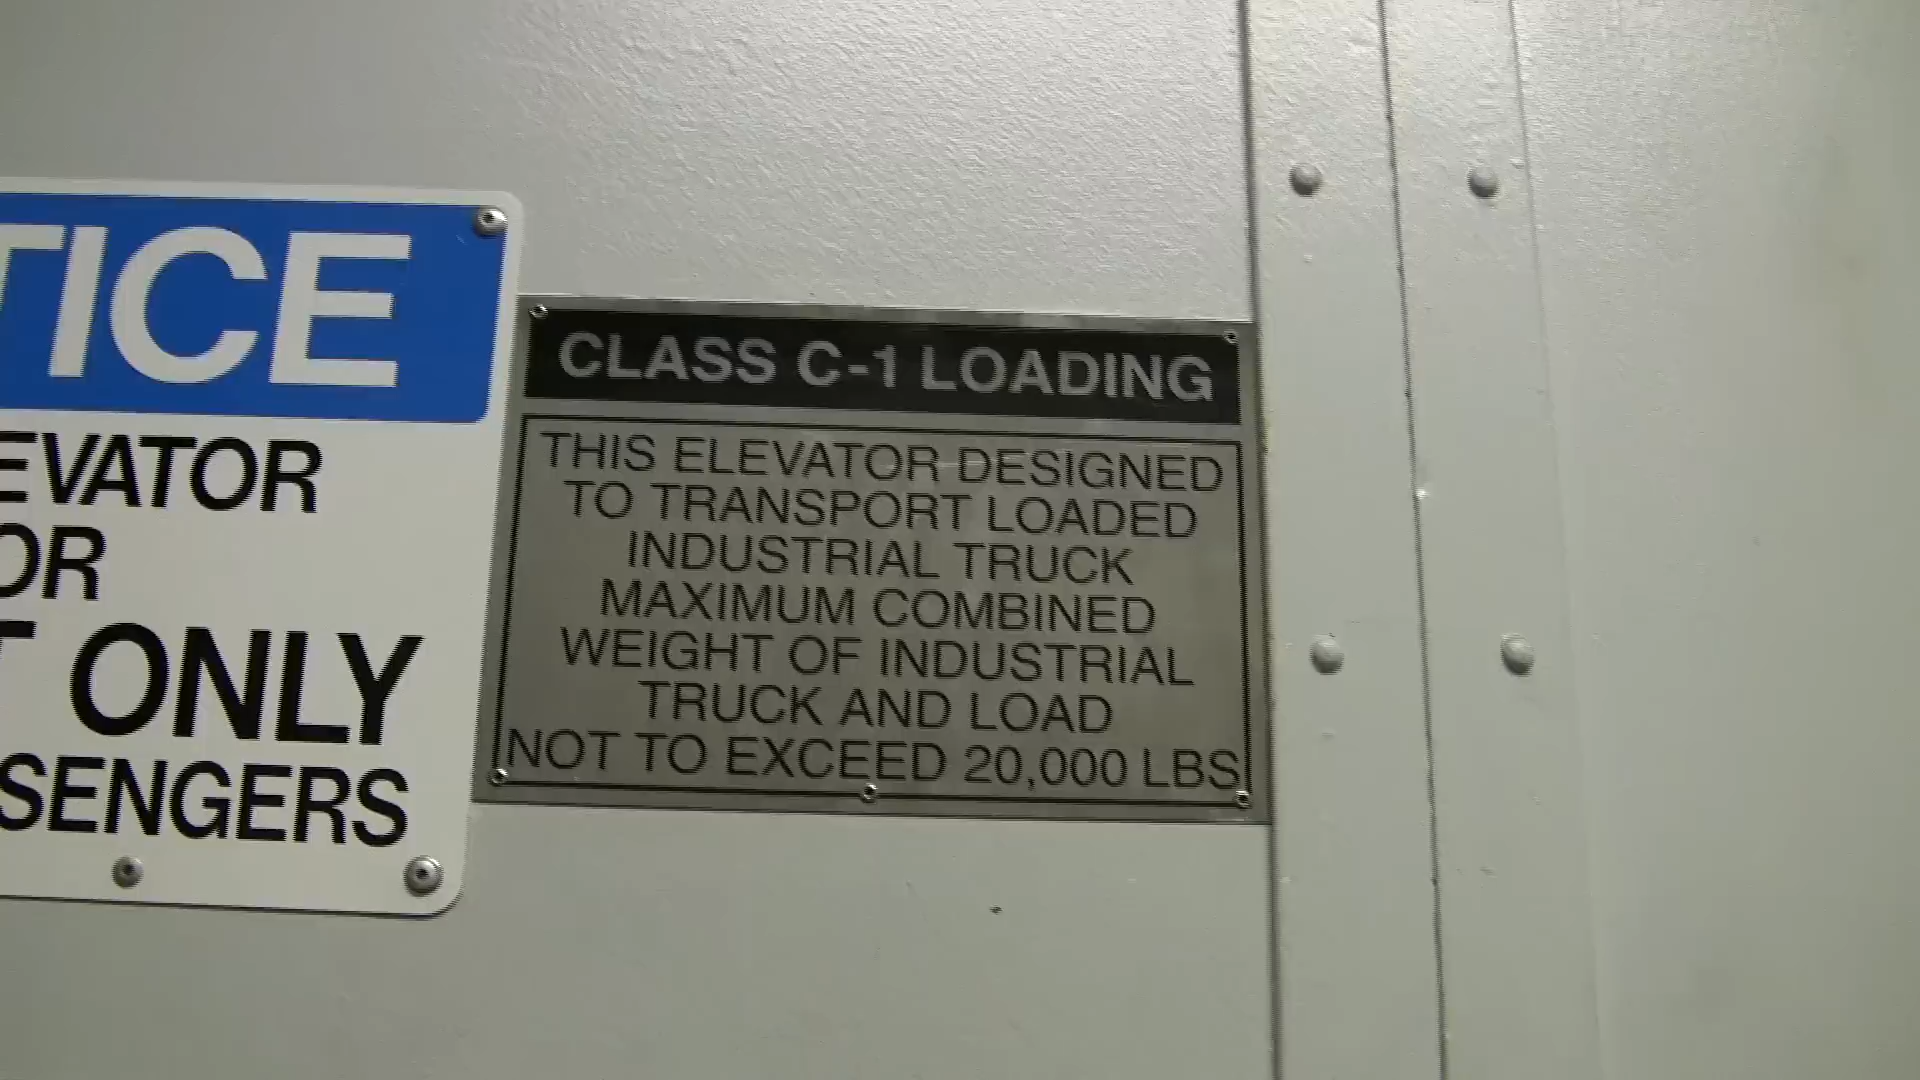 TICE
EVATOR
OR
T ONLY
SENGERS
CLASS C-1 LOADING
THIS ELEVATOR DESIGNED
TO TRANSPORT LOADED
INDUSTRIAL TRUCK
MAXIMUM COMBINED
WEIGHT OF INDUSTRIAL
TRUCK AND LOAD
NOT TO EXCEED 20,000 LBS